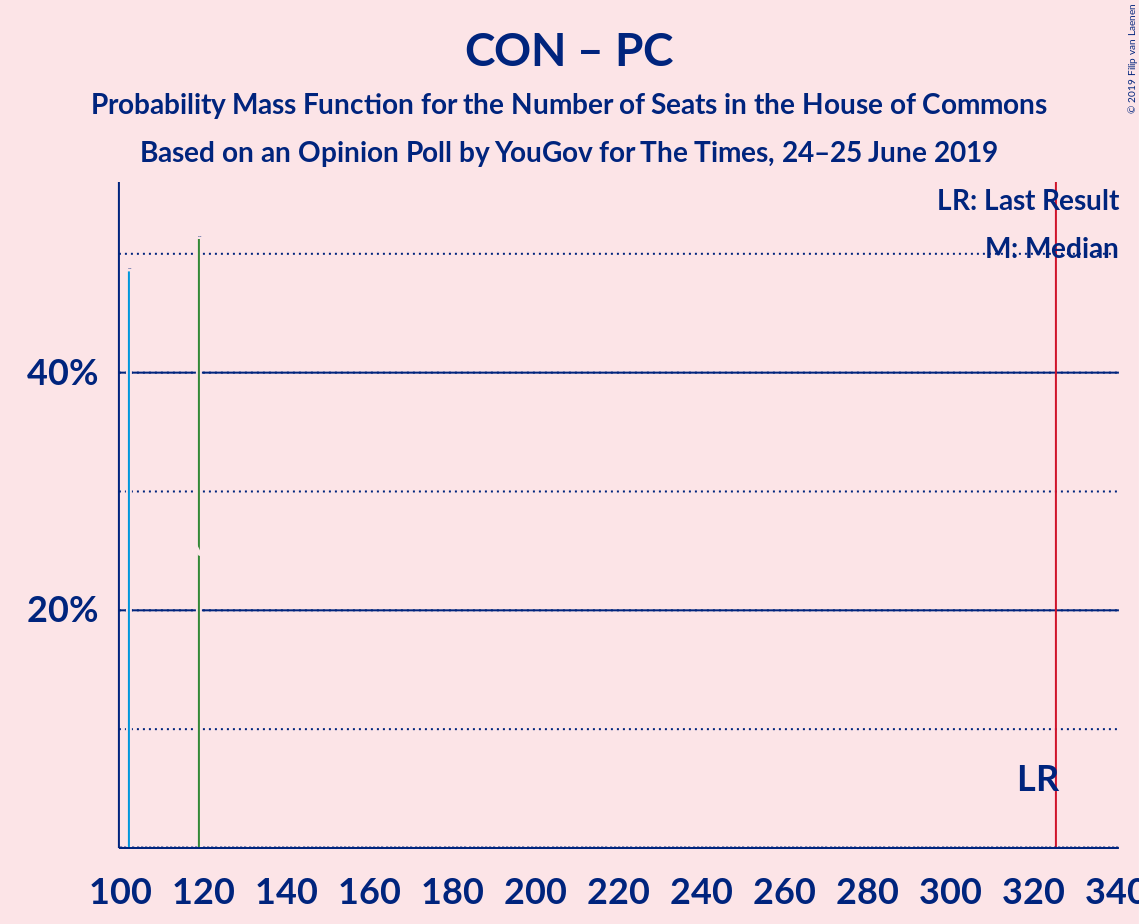 CON – PC
Probability Mass Function for the Number of Seats in the House of Commons
Based on an Opinion Poll by YouGov for The Times, 24–25 June 2019
© 2019 Filip van Laenen
LR: Last Result
M: Median
40%
20%
LR
100 120 140 160 180 200 220 240 260 280 300 320 340